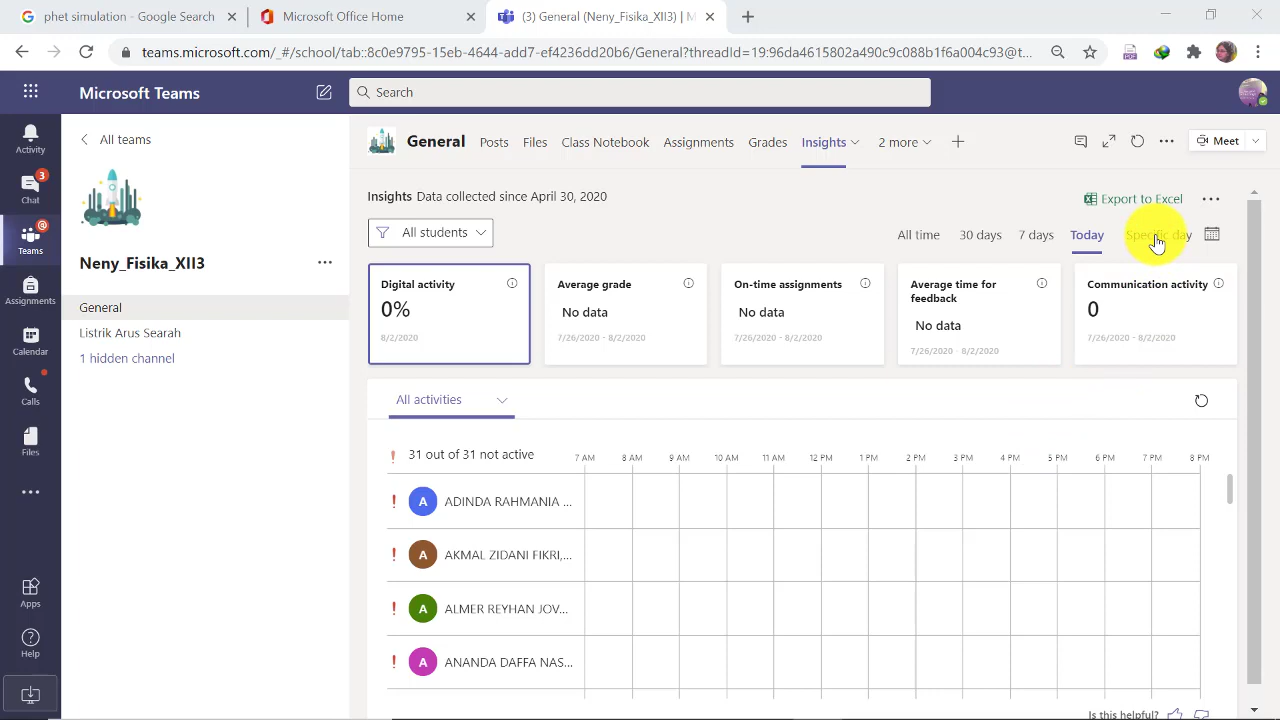 phet simulation - Google Search
Microsoft Office Home
(3) General (Neny_Fisika_XII3) | M
teams.microsoft.com/_#/school/tab::8c0e9795-15eb-4644-add7-ef4236dd20b6/General?threadId=19:96da4615802a490c9c088b1f6a004c93@t...
Microsoft Teams
Search
Activity
Chat
3
Teams
Assignments
Calendar
Calls
Files
Apps
Help
All teams
Neny_Fisika_XII3
General
Listrik Arus Searah
1 hidden channel
General Posts Files Class Notebook Assignments Grades Insights 2 more
Meet
Insights Data collected since April 30, 2020
Export to Excel
All students
All time 30 days 7 days Today Specific day
Digital activity
0%
8/2/2020
Average grade
No data
7/26/2020 - 8/2/2020
On-time assignments
No data
7/26/2020 - 8/2/2020
Average time for
feedback
No data
7/26/2020 - 8/2/2020
Communication activity
0
7/26/2020 - 8/2/2020
All activities
31 out of 31 not active
7 AM 8 AM 9 AM 10 AM 11 AM 12 PM 1 PM 2 PM 3 PM 4 PM 5 PM 6 PM 7 PM 8 PM
A ADINDA RAHMANIA ...
A AKMAL ZIDANI FIKRI,...
A ALMER REYHAN JOV...
A ANANDA DAFFA NAS...
Is this helpful?